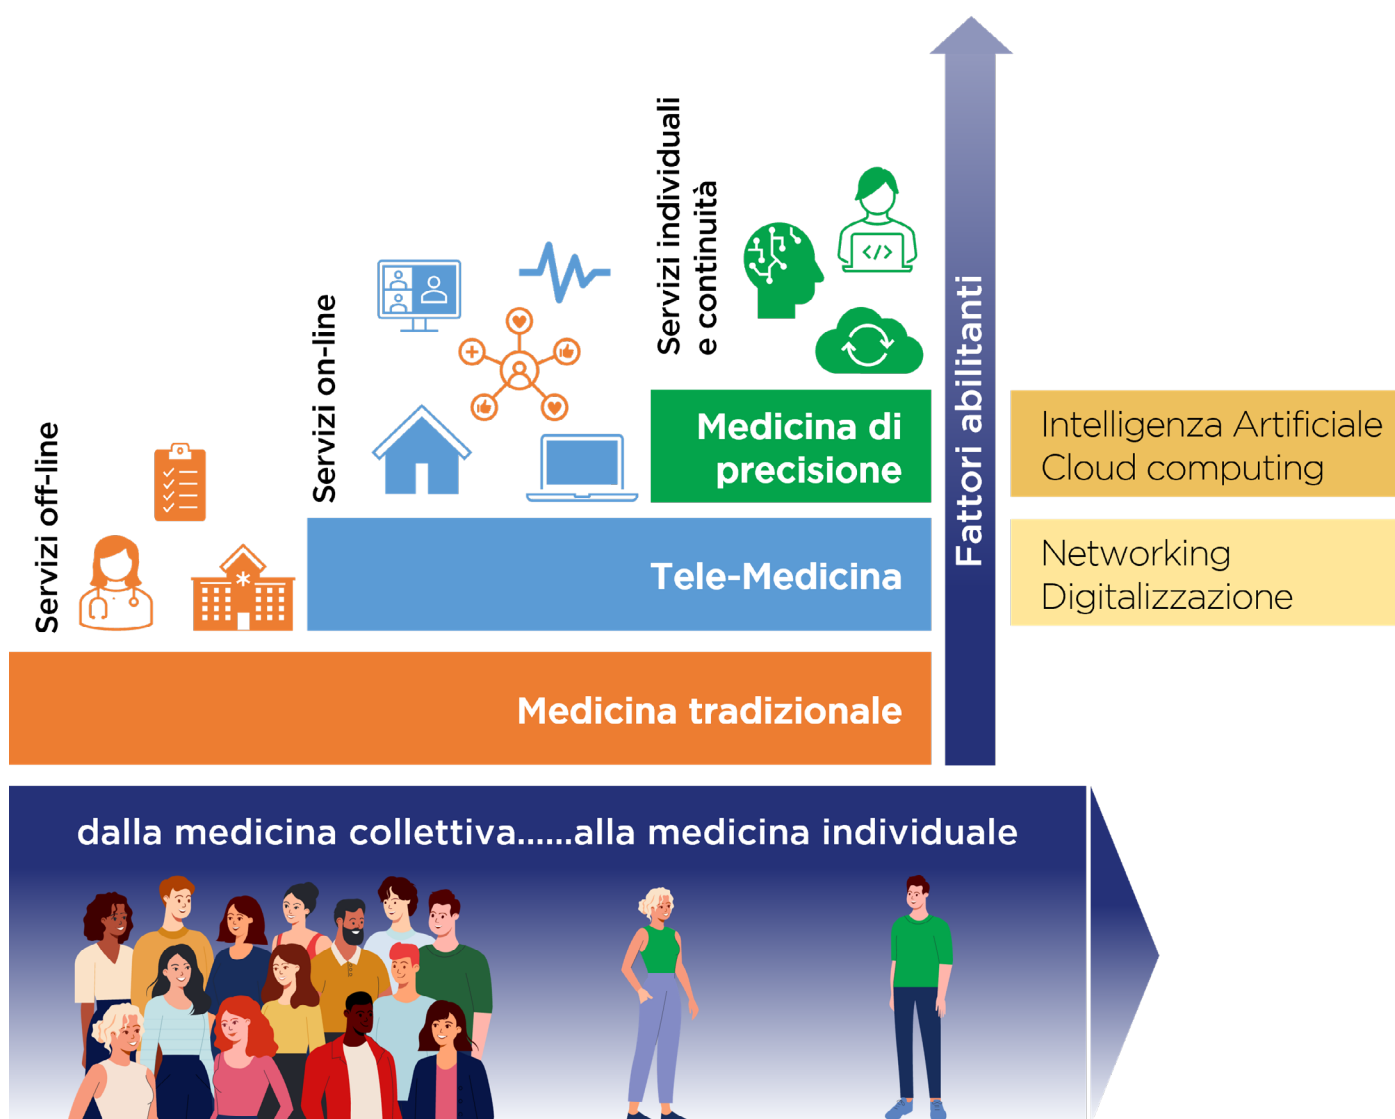 Servizi off-line
Servizi on-line
Servizi individuali
e continuità
</>
Medicina di
precisione
Tele-Medicina
Medicina tradizionale
Fattori abilitanti
Intelligenza Artificiale
Cloud computing
Networking
Digitalizzazione
dalla medicina collettiva......alla medicina individuale